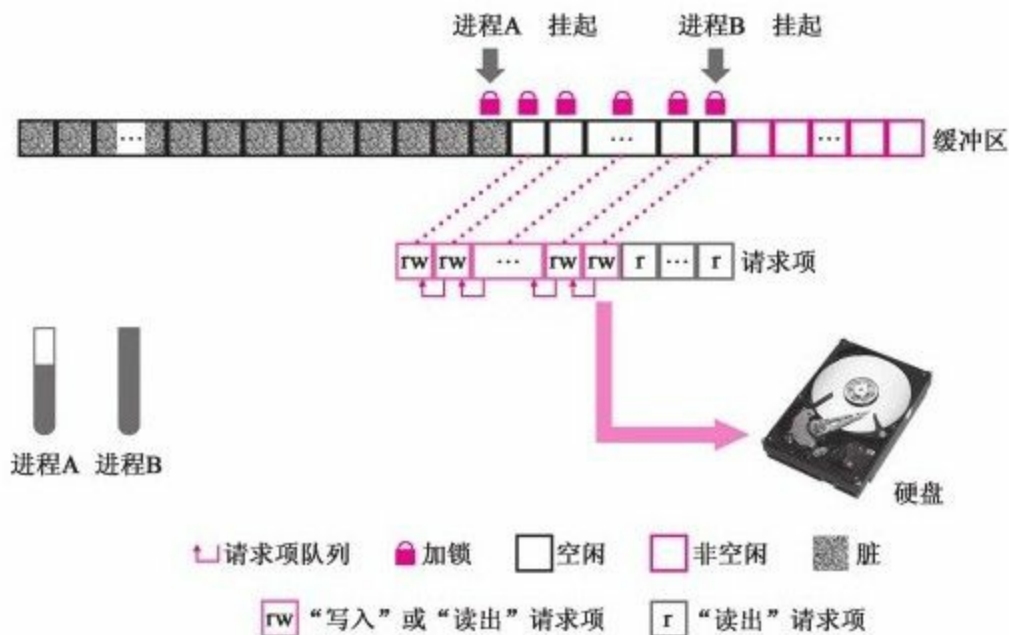 进程A 挂起 进程B 挂起
… … … 缓冲区
rw rw … rw rw r … r 请求项
进程A 进程B
硬盘
请求项队列 加锁 空闲 非空闲 脏
rw “写入”或“读出”请求项 r “读出”请求项